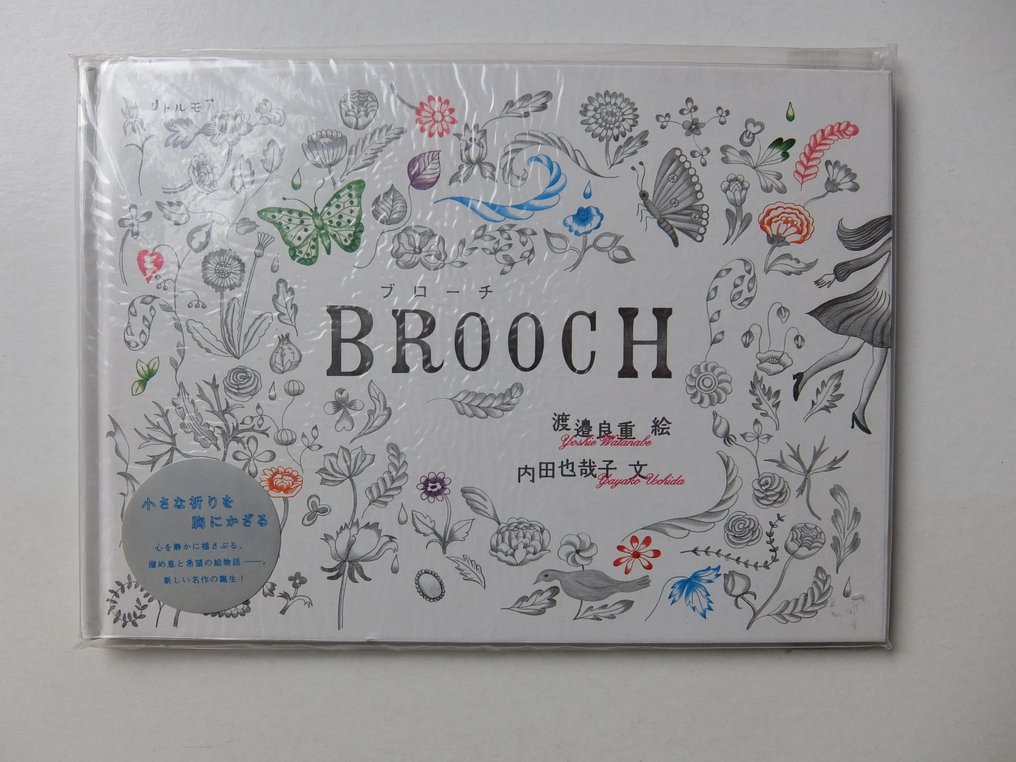 リトルモア
ブローチ
BROOCH
渡邉良重 絵
Yoshie Watanabe
内田也哉子 文
Yayako Uchida
小さな祈りを
胸にかざる
心を静かに揺さぶる、
溜め息と希望の絵物語——。
新しい名作の誕生！